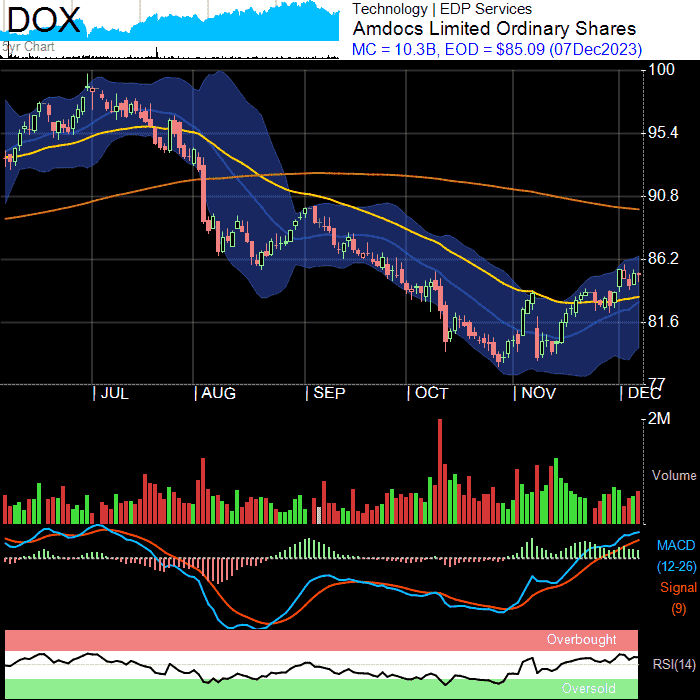 DOX
5yr Chart
Technology | EDP Services
Amdocs Limited Ordinary Shares
MC = 10.3B, EOD = $85.09 (07Dec2023)
100
95.4
90.8
86.2
81.6
77
JUL AUG SEP OCT NOV DEC
2M
Volume
MACD
(12-26)
Signal
(9)
Overbought
RSI(14)
Oversold